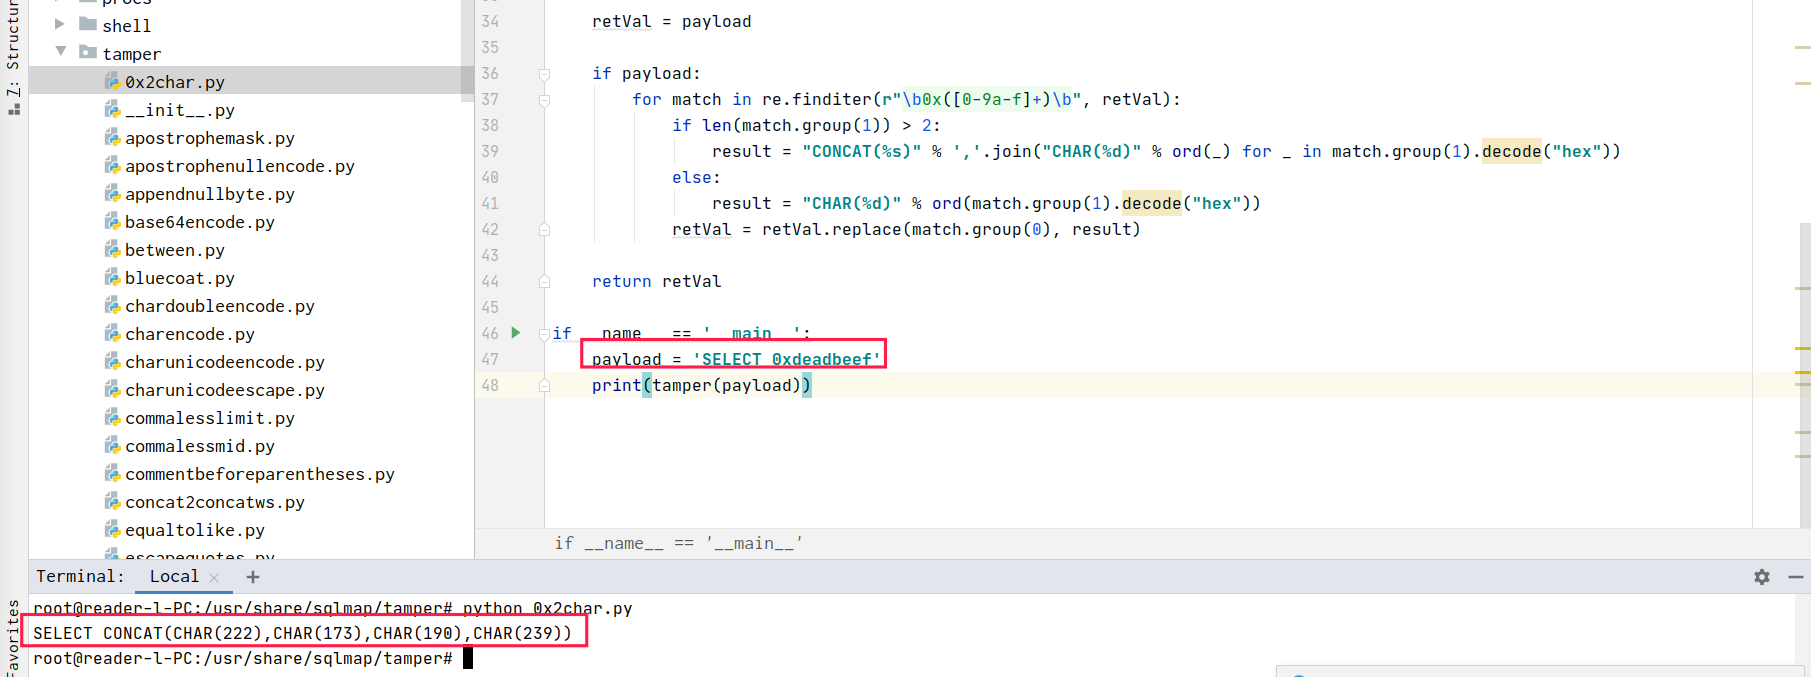 7: Structur
procs
shell
tamper
0x2char.py
__init__.py
apostrophemask.py
apostrophenullencode.py
appendnullbyte.py
base64encode.py
between.py
bluecoat.py
chardoubleencode.py
charencode.py
charunicodeencode.py
charunicodeescape.py
commalesslimit.py
commalessmid.py
commentbeforeparentheses.py
concat2concatws.py
equaltolike.py
escapequotes.py
34 retVal = payload
35
36 if payload:
37 for match in re.finditer(r"\b0x([0-9a-f]+)\b", retVal):
38 if len(match.group(1)) > 2:
39 result = "CONCAT(%s)" % ','.join("CHAR(%d)" % ord(_) for _ in match.group(1).decode("hex"))
40 else:
41 result = "CHAR(%d)" % ord(match.group(1).decode("hex"))
42 retVal = retVal.replace(match.group(0), result)
43
44 return retVal
45
46 if __name__ == '__main__':
47 payload = 'SELECT 0xdeadbeef'
48 print(tamper(payload))
if __name__ == '__main__'
Terminal: Local × +
Favorites
root@reader-l-PC:/usr/share/sqlmap/tamper# python 0x2char.py
SELECT CONCAT(CHAR(222),CHAR(173),CHAR(190),CHAR(239))
root@reader-l-PC:/usr/share/sqlmap/tamper#